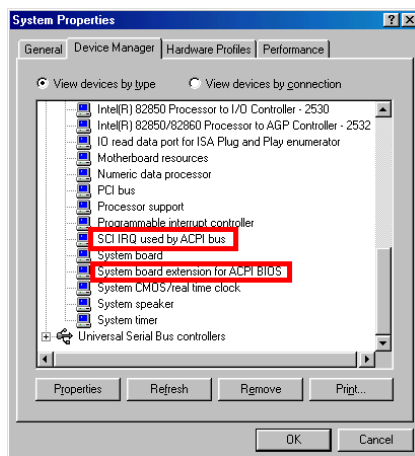 System Properties
General Device Manager Hardware Profiles Performance
View devices by type View devices by connection
Intel(R) 82850 Processor to I/O Controller - 2530
Intel(R) 82850/82860 Processor to AGP Controller - 2532
IO read data port for ISA Plug and Play enumerator
Motherboard resources
Numeric data processor
PCI bus
Processor support
Programmable interrupt controller
SCI IRQ used by ACPI bus
System board
System board extension for ACPI BIOS
System CMOS/real time clock
System speaker
System timer
Universal Serial Bus controllers
Properties Refresh Remove Print...
OK Cancel